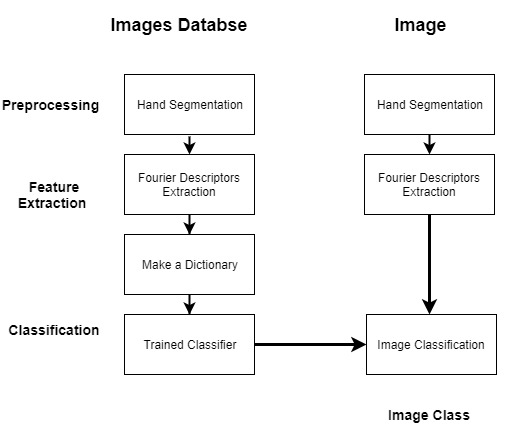 Images Databse
Image
Preprocessing
Hand Segmentation
Hand Segmentation
Feature
Extraction
Fourier Descriptors
Extraction
Fourier Descriptors
Extraction
Make a Dictionary
Classification
Trained Classifier
Image Classification
Image Class